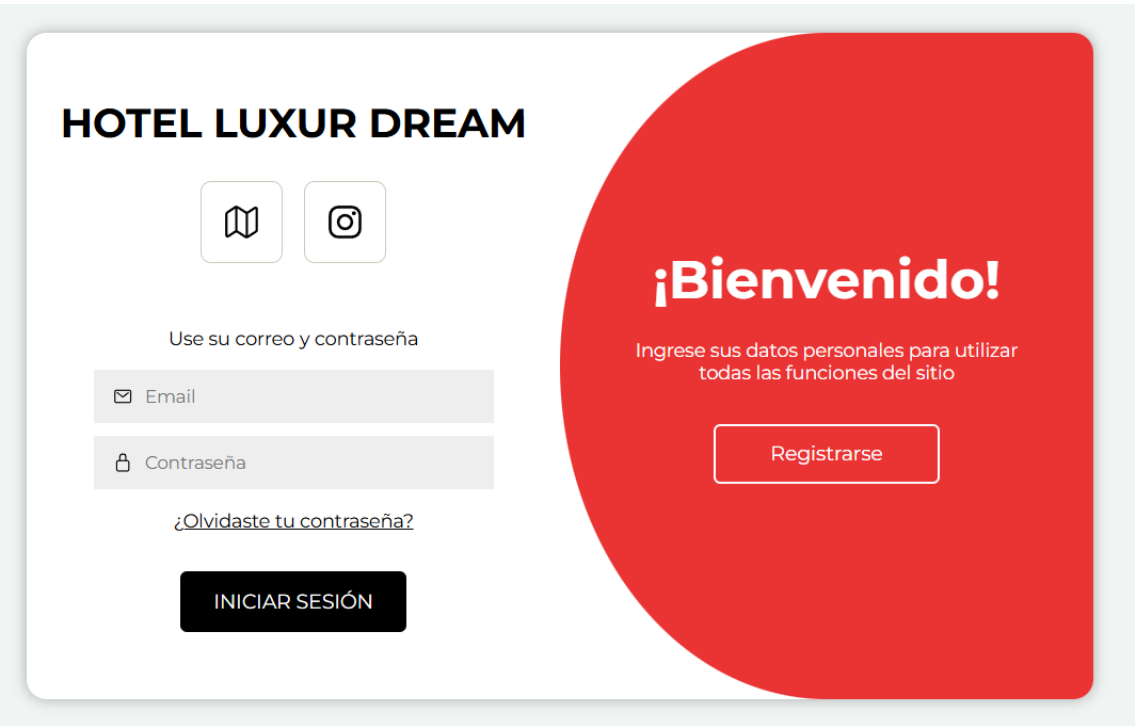 HOTEL LUXUR DREAM
Use su correo y contraseña
Email
Contraseña
¿Olvidaste tu contraseña?
INICIAR SESIÓN
¡Bienvenido!
Ingrese sus datos personales para utilizar
todas las funciones del sitio
Registrarse